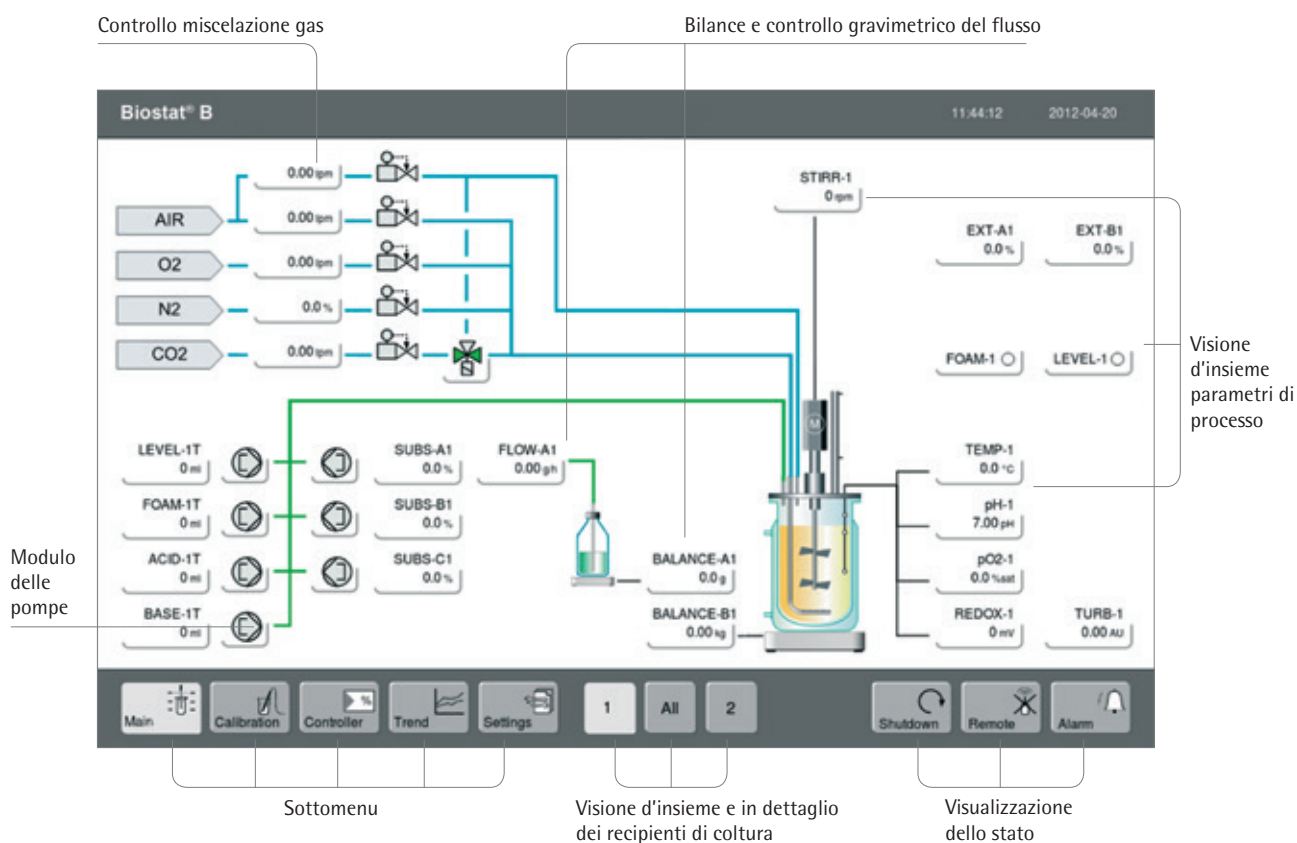 Controllo miscelazione gas
Bilance e controllo gravimetrico del flusso
Biostat® B
11:44:12
2012-04-20
0.00 lpm
AIR
0.00 lpm
O2
0.00 lpm
N2
0.0 %
CO2
0.00 lpm
STIRR-1
0 rpm
EXT-A1
0.0 %
EXT-B1
0.0 %
FOAM-1
LEVEL-1
Visione
d'insieme
parametri di
processo
LEVEL-1T
0 ml
SUBS-A1
0.0 %
FLOW-A1
0.00 g/h
FOAM-1T
0 ml
SUBS-B1
0.0 %
ACID-1T
0 ml
SUBS-C1
0.0 %
BASE-1T
0 ml
Modulo
delle
pompe
BALANCE-A1
0.0 g
BALANCE-B1
0.00 kg
M
TEMP-1
0.0 °C
pH-1
7.00 pH
pO2-1
0.0 %sat
REDOX-1
0 mV
TURB-1
0.00 AU
Main
Calibration
%
Controller
Trend
Settings
1
All
2
Shutdown
Remote
Alarm
Sottomenu
Visione d'insieme e in dettaglio
dei recipienti di coltura
Visualizzazione
dello stato